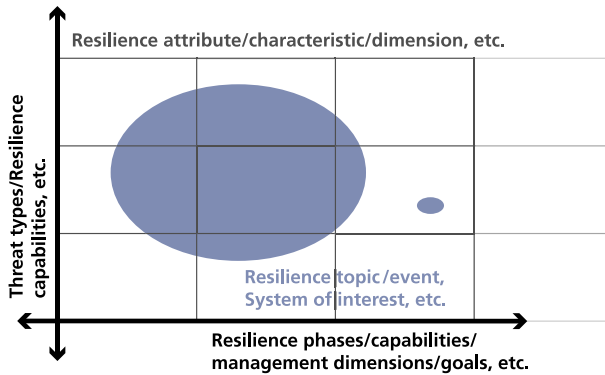 Resilience attribute/characteristic/dimension, etc.
Threat types/Resilience
capabilities, etc.
Resilience topic/event,
System of interest, etc.
Resilience phases/capabilities/
management dimensions/goals, etc.